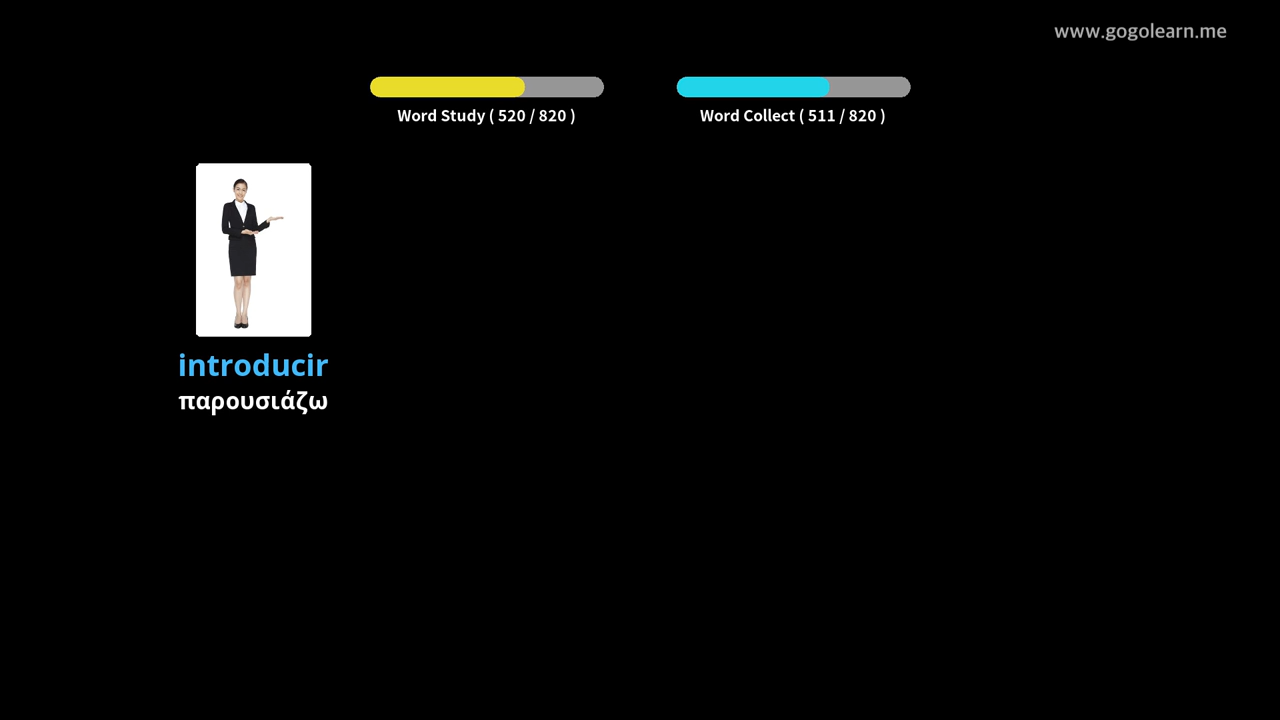 www.gogolearn.me
Word Study ( 520 / 820 )
Word Collect ( 511 / 820 )
introducir
παρουσιάζω